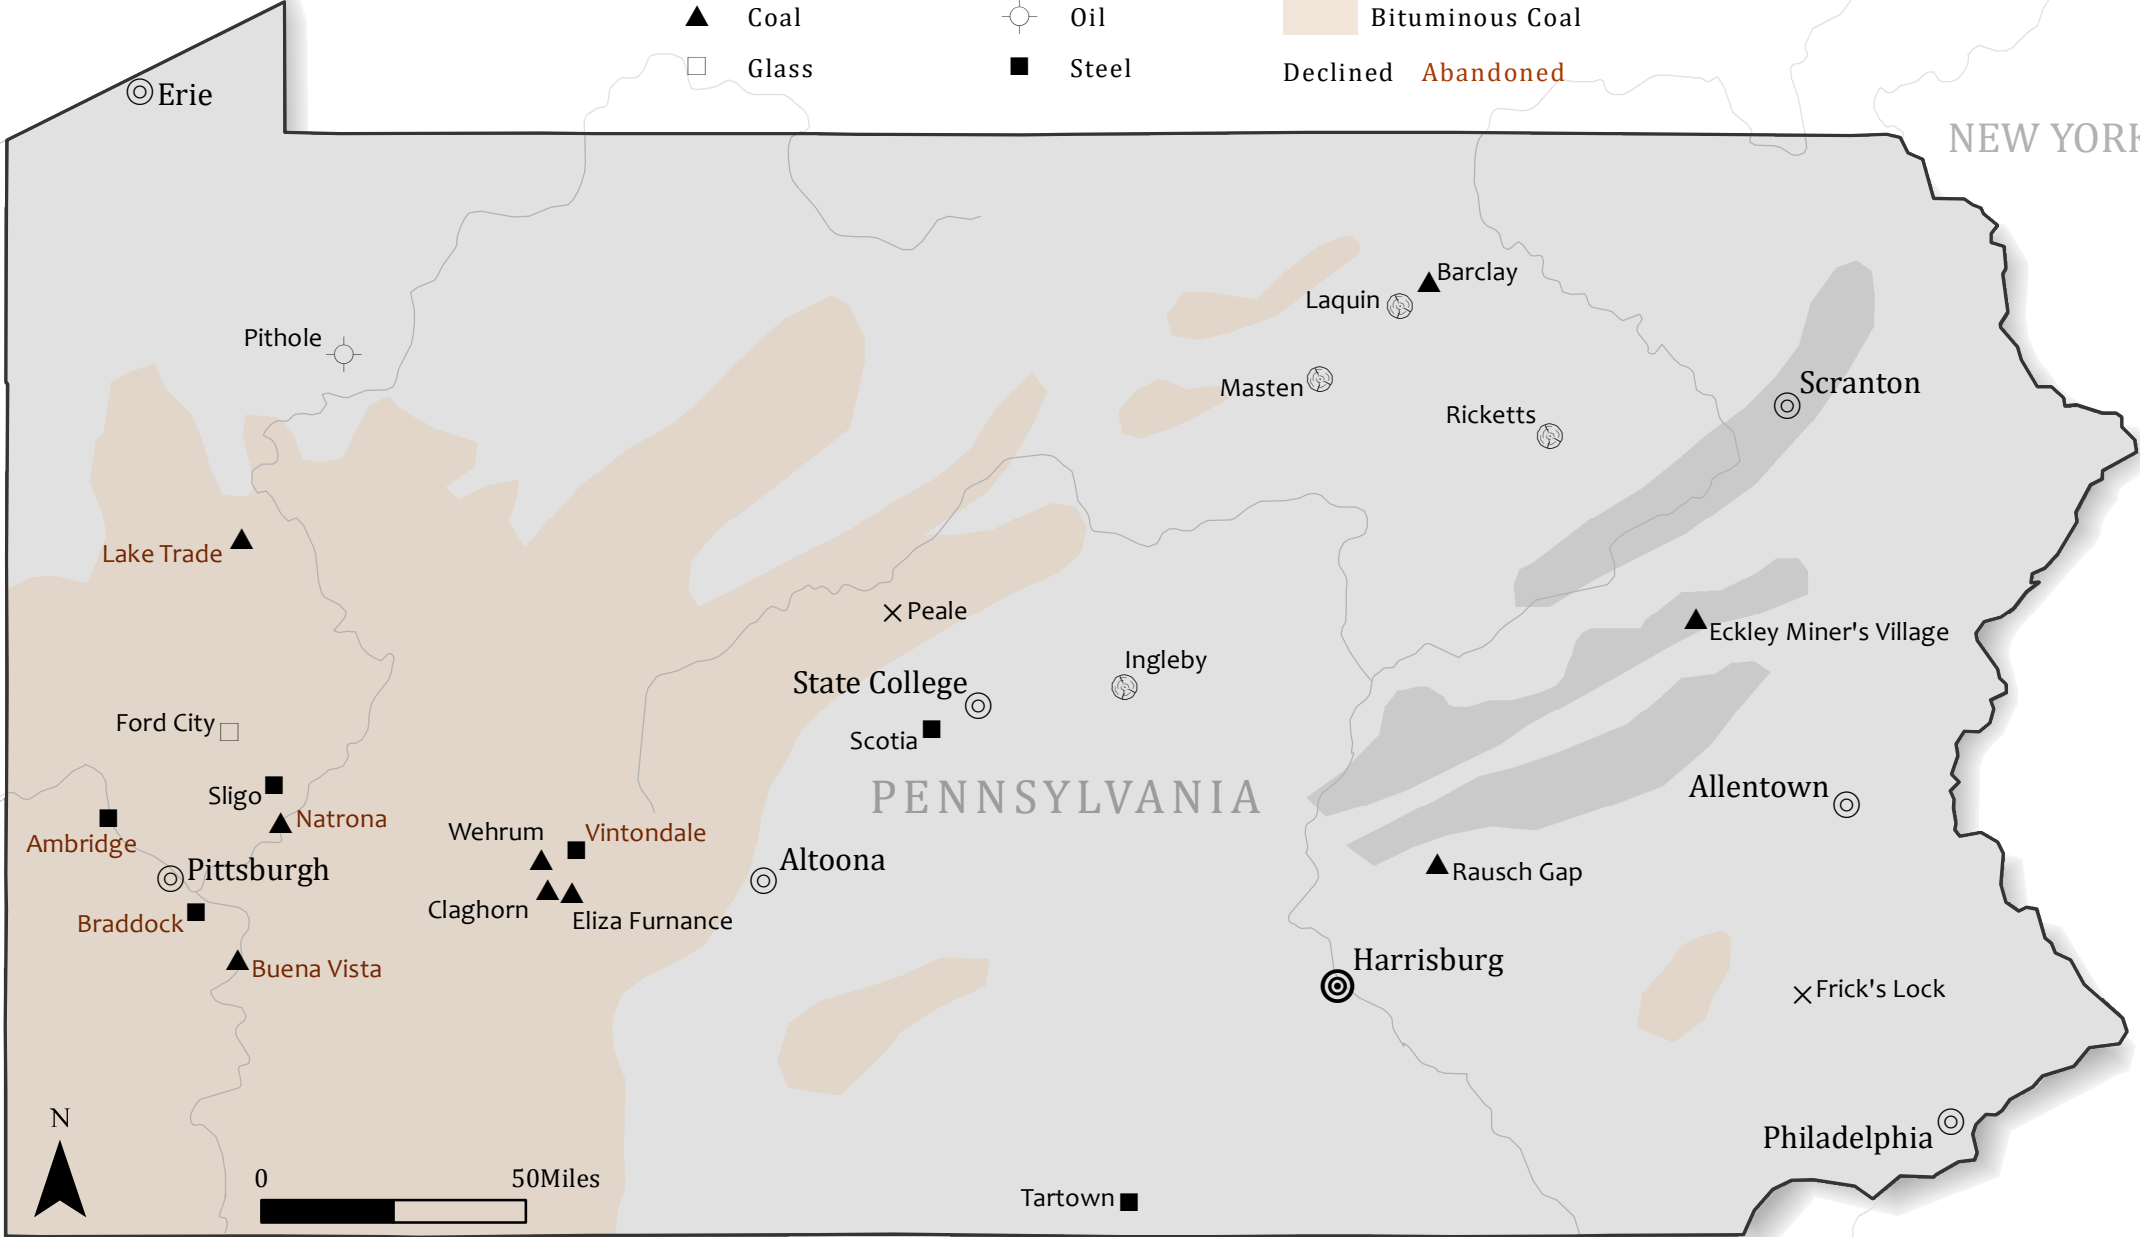 Coal
Oil
Bituminous Coal
Glass
Steel
Declined Abandoned
Erie
NEW YORK
Barclay
Laquin
Pithole
Masten
Scranton
Ricketts
Lake Trade
Peale
Eckley Miner's Village
Ingleby
State College
Ford City
Scotia
Sligo
PENNSYLVANIA
Allentown
Natrona
Ambridge
Wehrum
Vintondale
Pittsburgh
Altoona
Rausch Gap
Claghorn
Eliza Furnance
Braddock
Buena Vista
Harrisburg
Frick's Lock
N
Philadelphia
0 50Miles
Tartown